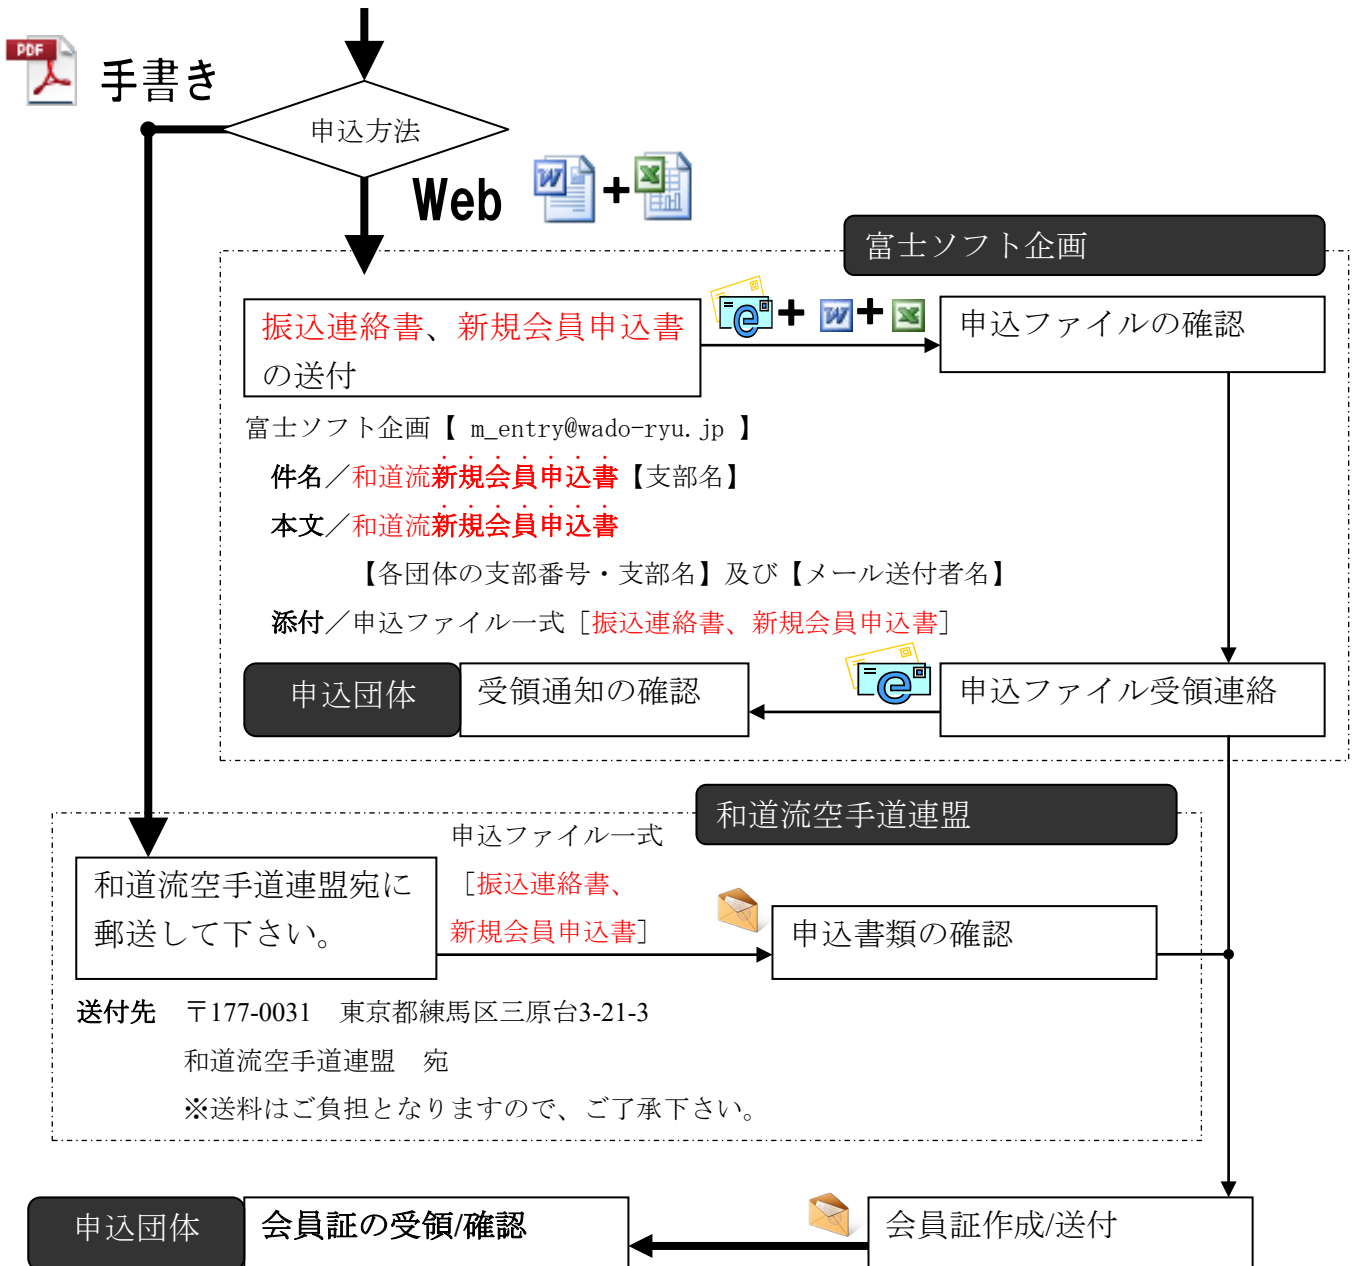 PDF
手書き
申込方法
Web
富士ソフト企画
振込連絡書、新規会員申込書
の送付
申込ファイルの確認
富士ソフト企画【 m_entry@wado-ryu.jp 】
件名／和道流新規会員申込書【支部名】
本文／和道流新規会員申込書
【各団体の支部番号・支部名】及び【メール送付者名】
添付／申込ファイル一式［振込連絡書、新規会員申込書］
申込団体
受領通知の確認
申込ファイル受領連絡
和道流空手道連盟
申込ファイル一式
［振込連絡書、
新規会員申込書］
和道流空手道連盟宛に
郵送して下さい。
申込書類の確認
送付先　〒177-0031　東京都練馬区三原台3-21-3
和道流空手道連盟　宛
※送料はご負担となりますので、ご了承下さい。
申込団体
会員証の受領/確認
会員証作成/送付